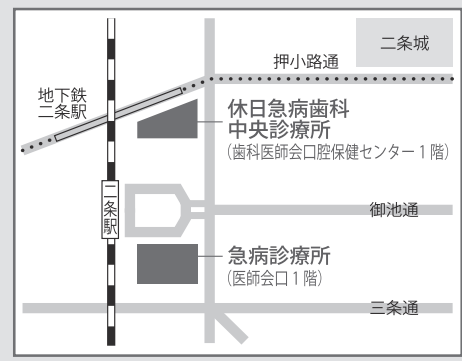 二条城
押小路通
地下鉄
二条駅
休日急病歯科
中央診療所
(歯科医師会口腔保健センター1階)
二条駅
御池通
急病診療所
(医師会口1階)
三条通